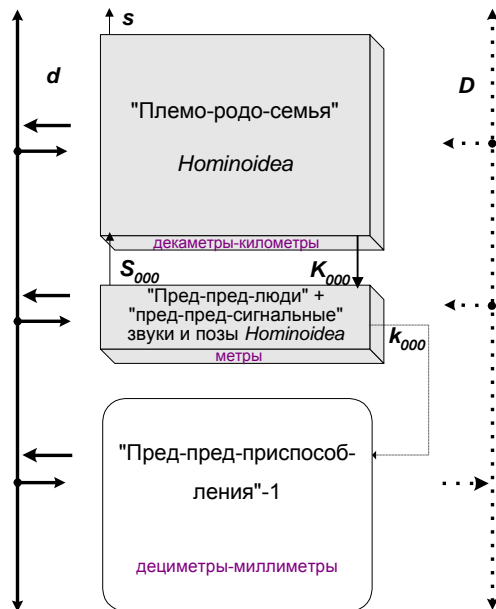 s
d
D
"Племо-родо-семья"
Hominoidea
декаметры-километры
S000
K000
"Пред-пред-люди" +
"пред-пред-сигнальные"
звуки и позы Hominoidea
метры
k000
"Пред-пред-приспособ-
ления"-1
дециметры-миллиметры